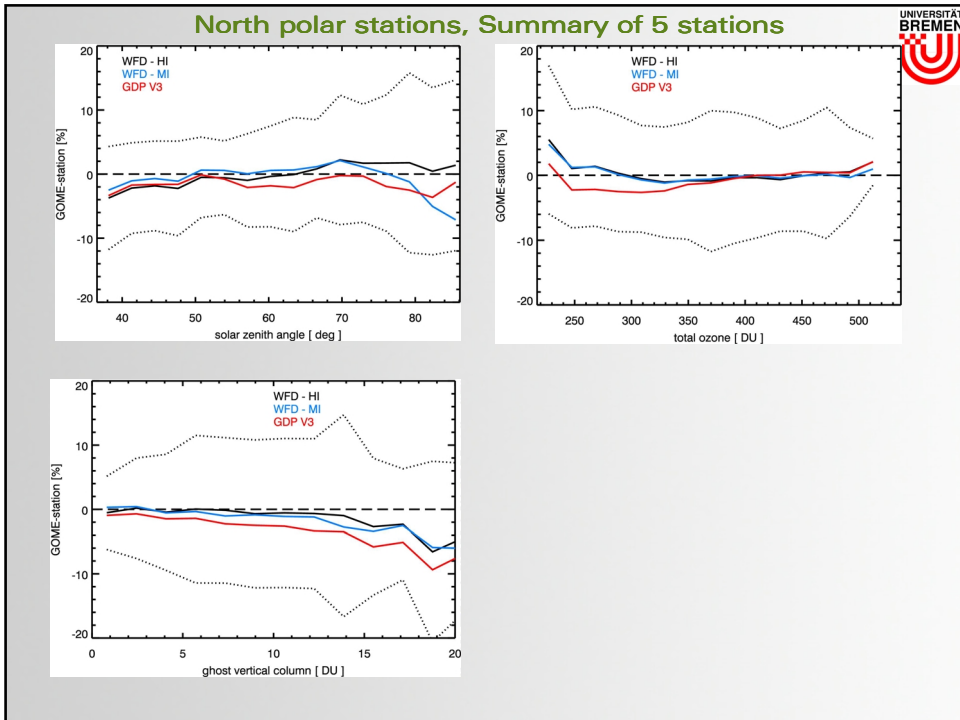 North polar stations, Summary of 5 stations
UNIVERSITÄT
BREMEN
WFD - HI
WFD - MI
GDP V3
20
10
0
-10
-20
GOME-station [%]
40 50 60 70 80
solar zenith angle [ deg ]
WFD - HI
WFD - MI
GDP V3
20
10
0
-10
-20
GOME-station [%]
250 300 350 400 450 500
total ozone [ DU ]
WFD - HI
WFD - MI
GDP V3
20
10
0
-10
-20
GOME-station [%]
0 5 10 15 20
ghost vertical column [ DU ]